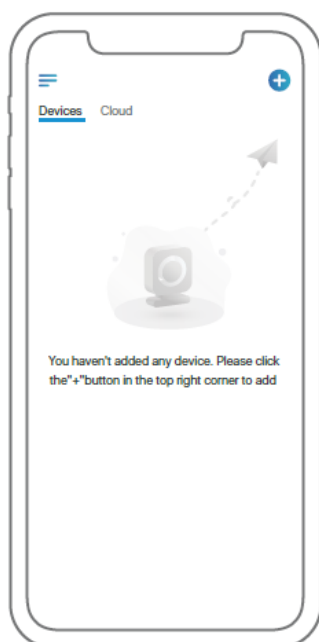 Devices Cloud
You haven't added any device. Please click
the"+"button in the top right corner to add